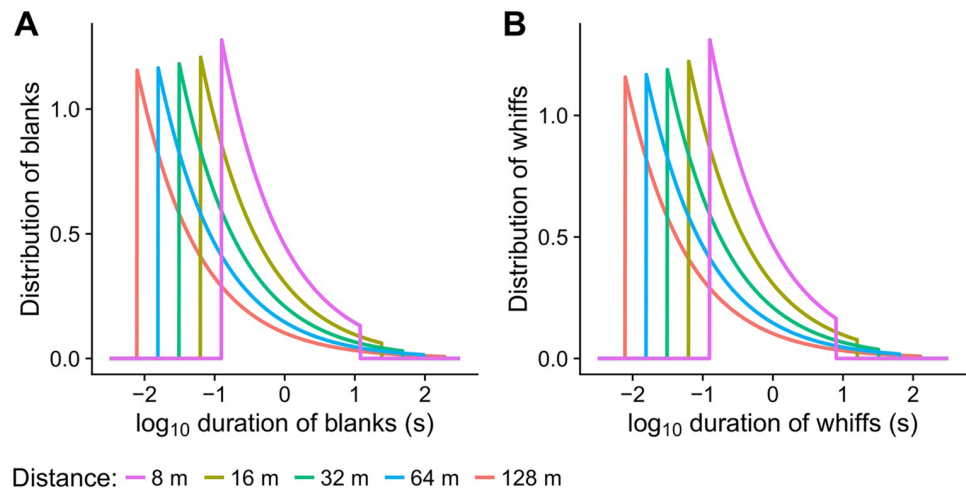 A
Distribution of blanks
1.0
0.5
0.0
−2 −1 0 1 2
log₁₀ duration of blanks (s)
B
Distribution of whiffs
1.0
0.5
0.0
−2 −1 0 1 2
log₁₀ duration of whiffs (s)
Distance: 8 m 16 m 32 m 64 m 128 m